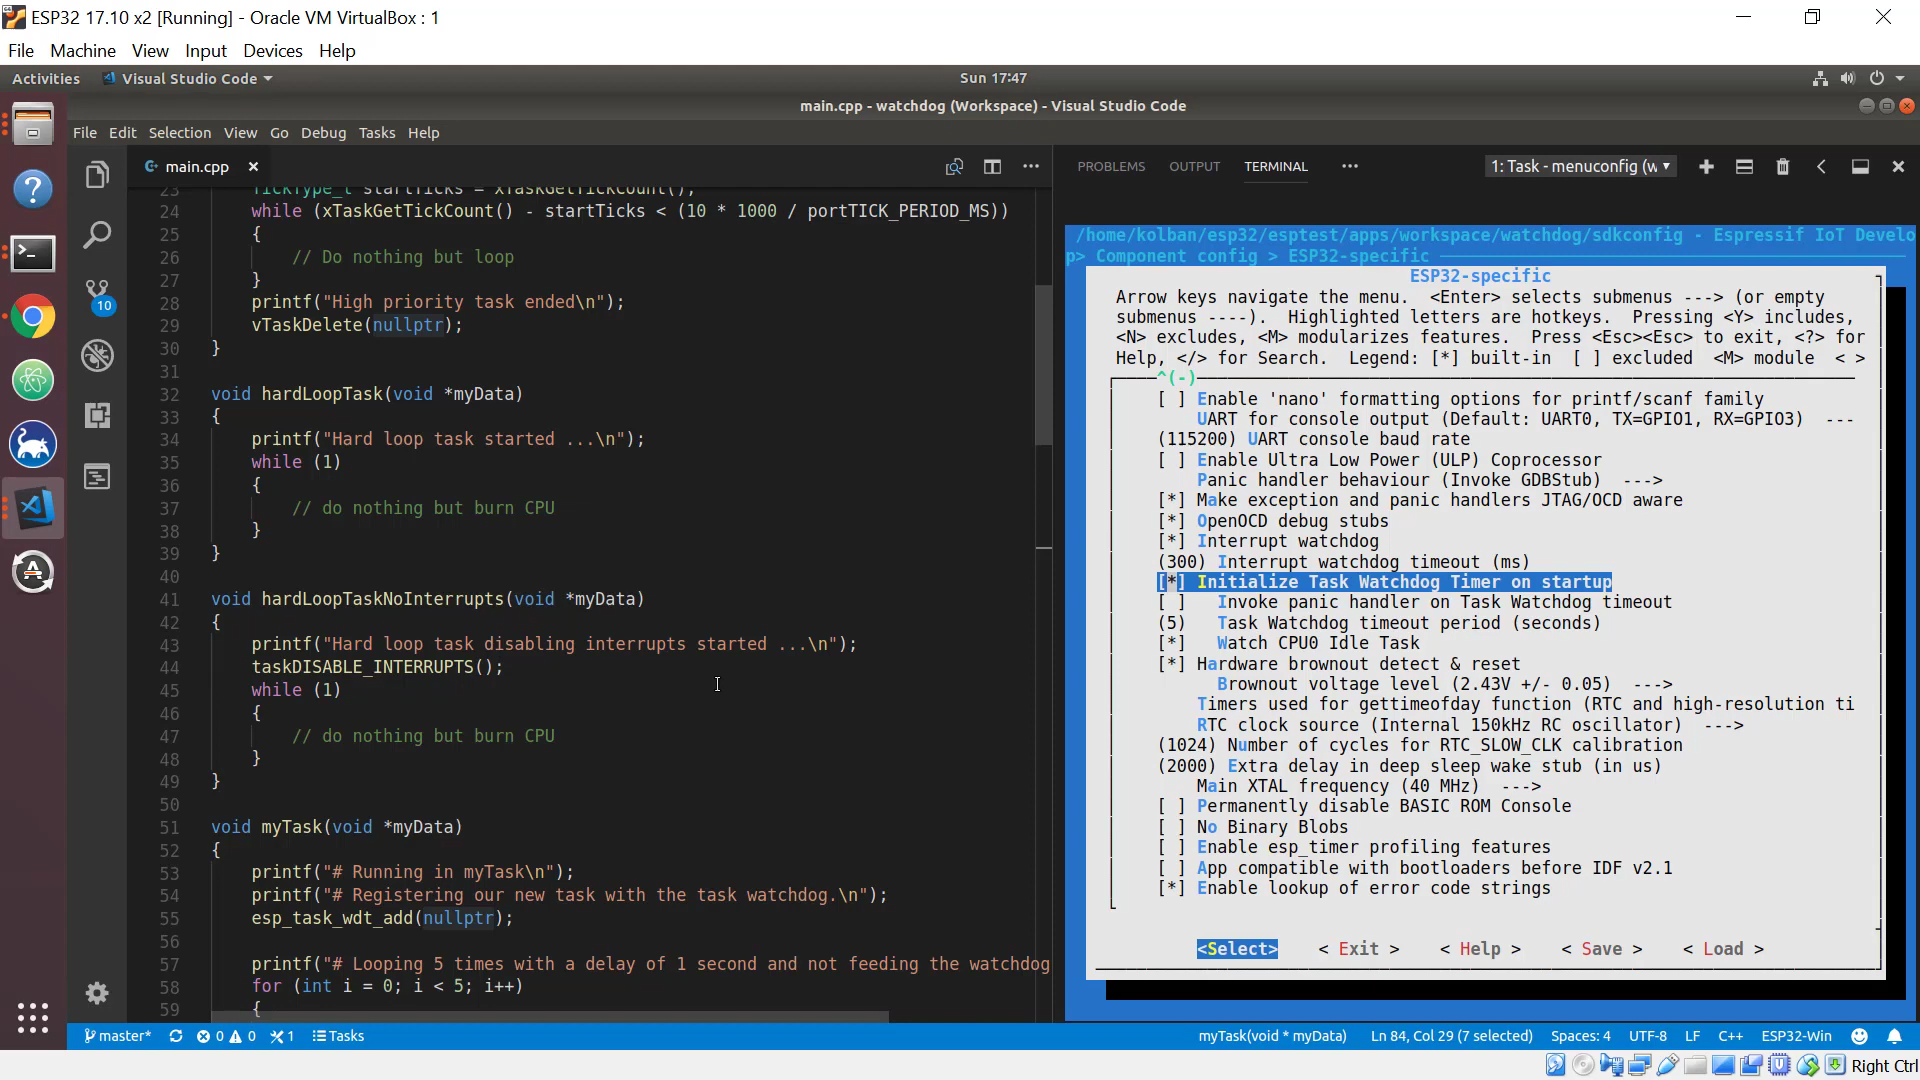 ESP32 17.10 x2 [Running] - Oracle VM VirtualBox : 1
File Machine View Input Devices Help
Activities Visual Studio Code Sun 17:47
main.cpp - watchdog (Workspace) - Visual Studio Code
File Edit Selection View Go Debug Tasks Help
main.cpp
23 TickType_t startTicks = xTaskGetTickCount();
24 while (xTaskGetTickCount() - startTicks < (10 * 1000 / portTICK_PERIOD_MS))
25 {
26 // Do nothing but loop
27 }
28 printf("High priority task ended\n");
29 vTaskDelete(nullptr);
30 }
31
32 void hardLoopTask(void *myData)
33 {
34 printf("Hard loop task started ...\n");
35 while (1)
36 {
37 // do nothing but burn CPU
38 }
39 }
40
41 void hardLoopTaskNoInterrupts(void *myData)
42 {
43 printf("Hard loop task disabling interrupts started ...\n");
44 taskDISABLE_INTERRUPTS();
45 while (1)
46 {
47 // do nothing but burn CPU
48 }
49 }
50
51 void myTask(void *myData)
52 {
53 printf("# Running in myTask\n");
54 printf("# Registering our new task with the task watchdog.\n");
55 esp_task_wdt_add(nullptr);
56
57 printf("# Looping 5 times with a delay of 1 second and not feeding the watchdog
58 for (int i = 0; i < 5; i++)
59 {
10
PROBLEMS OUTPUT TERMINAL ··· 1: Task - menuconfig (w
/home/kolban/esp32/esptest/apps/workspace/watchdog/sdkconfig - Espressif IoT Develo
p> Component config > ESP32-specific
ESP32-specific
Arrow keys navigate the menu. <Enter> selects submenus ---> (or empty
submenus ----). Highlighted letters are hotkeys. Pressing <Y> includes,
<N> excludes, <M> modularizes features. Press <Esc><Esc> to exit, <?> for
Help, </> for Search. Legend: [*] built-in [ ] excluded <M> module < >
^(-)
[ ] Enable 'nano' formatting options for printf/scanf family
UART for console output (Default: UART0, TX=GPIO1, RX=GPIO3) ---
(115200) UART console baud rate
[ ] Enable Ultra Low Power (ULP) Coprocessor
Panic handler behaviour (Invoke GDBStub) --->
[*] Make exception and panic handlers JTAG/OCD aware
[*] OpenOCD debug stubs
[*] Interrupt watchdog
(300) Interrupt watchdog timeout (ms)
[*] Initialize Task Watchdog Timer on startup
[ ] Invoke panic handler on Task Watchdog timeout
(5) Task Watchdog timeout period (seconds)
[*] Watch CPU0 Idle Task
[*] Hardware brownout detect & reset
Brownout voltage level (2.43V +/- 0.05) --->
Timers used for gettimeofday function (RTC and high-resolution ti
RTC clock source (Internal 150kHz RC oscillator) --->
(1024) Number of cycles for RTC_SLOW_CLK calibration
(2000) Extra delay in deep sleep wake stub (in us)
Main XTAL frequency (40 MHz) --->
[ ] Permanently disable BASIC ROM Console
[ ] No Binary Blobs
[ ] Enable esp_timer profiling features
[ ] App compatible with bootloaders before IDF v2.1
[*] Enable lookup of error code strings
<Select> < Exit > < Help > < Save > < Load >
master* 0 0 1 Tasks myTask(void * myData) Ln 84, Col 29 (7 selected) Spaces: 4 UTF-8 LF C++ ESP32-Win
Right Ctrl